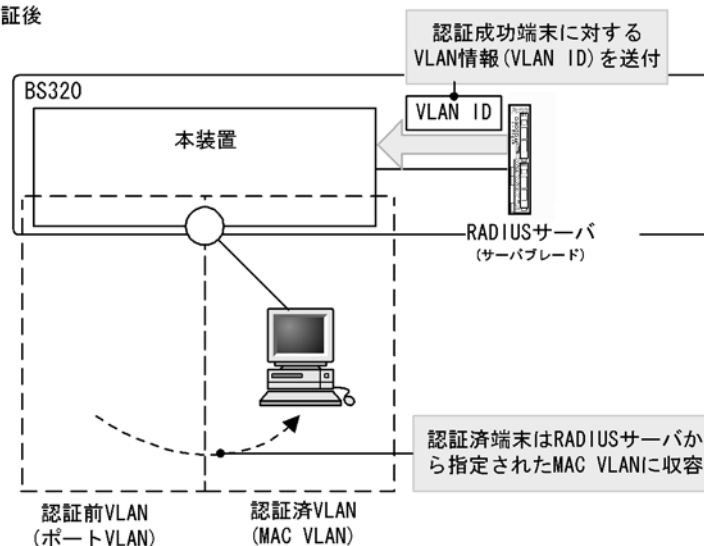 証後
認証成功端末に対する
VLAN情報(VLAN ID)を送付
BS320
VLAN ID
本装置
RADIUSサーバ
(サーバブレード)
認証済端末はRADIUSサーバか
ら指定されたMAC VLANに収容
認証前VLAN
(ポートVLAN)
認証済VLAN
(MAC VLAN)